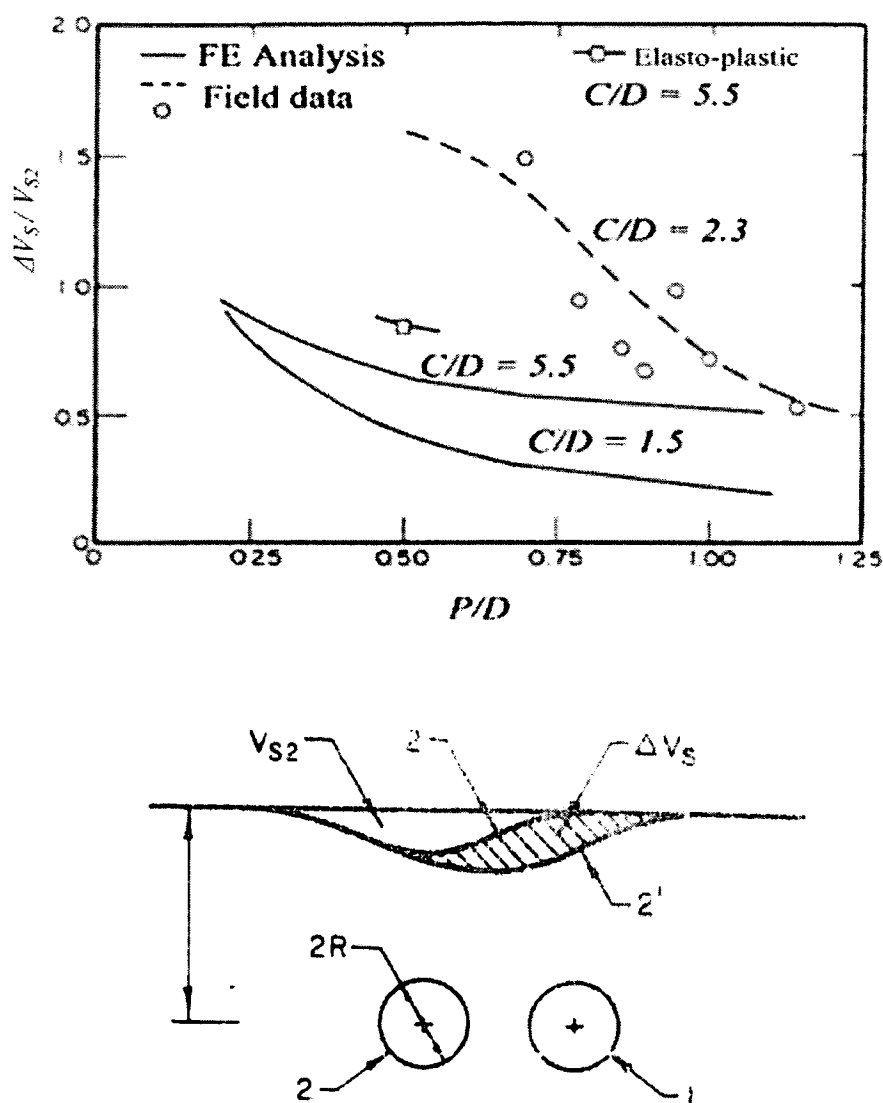 2.0
FE Analysis
Elasto-plastic
Field data
C/D = 5.5
1.5
ΔV_S / V_S2
C/D = 2.3
1.0
C/D = 5.5
0.5
C/D = 1.5
0
0 0.25 0.50 0.75 1.00 1.25
P/D
V_S2 2 ΔV_S
2'
2R
2 1